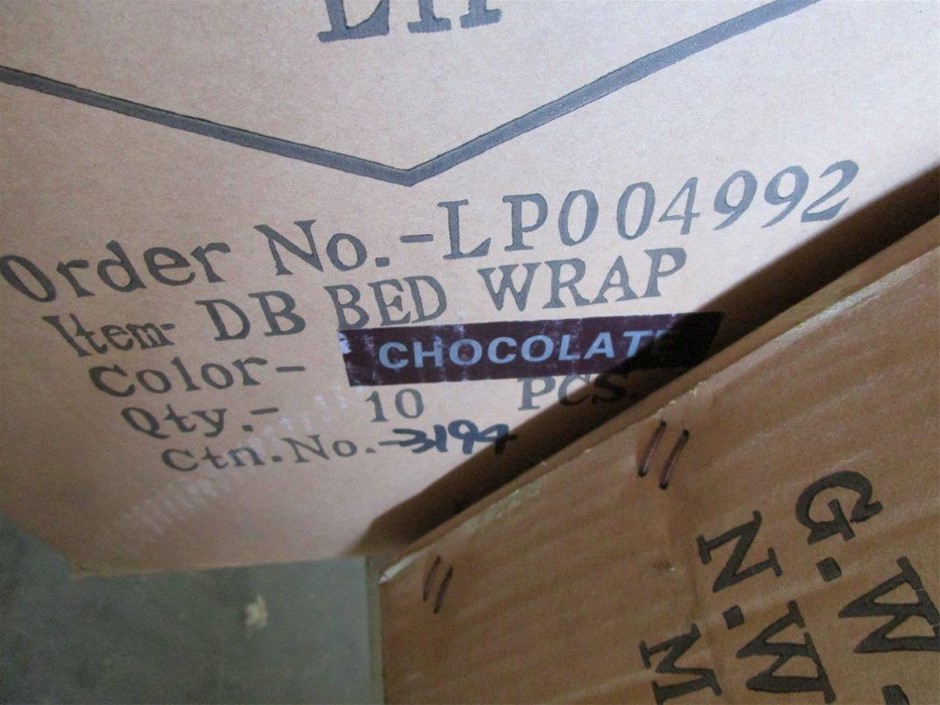 Order No.-LP004992
Item- DB BED WRAP
Color- CHOCOLATE
Qty.- 10 PCS.
Ctn.No.-3194
G.W.
N.W
M